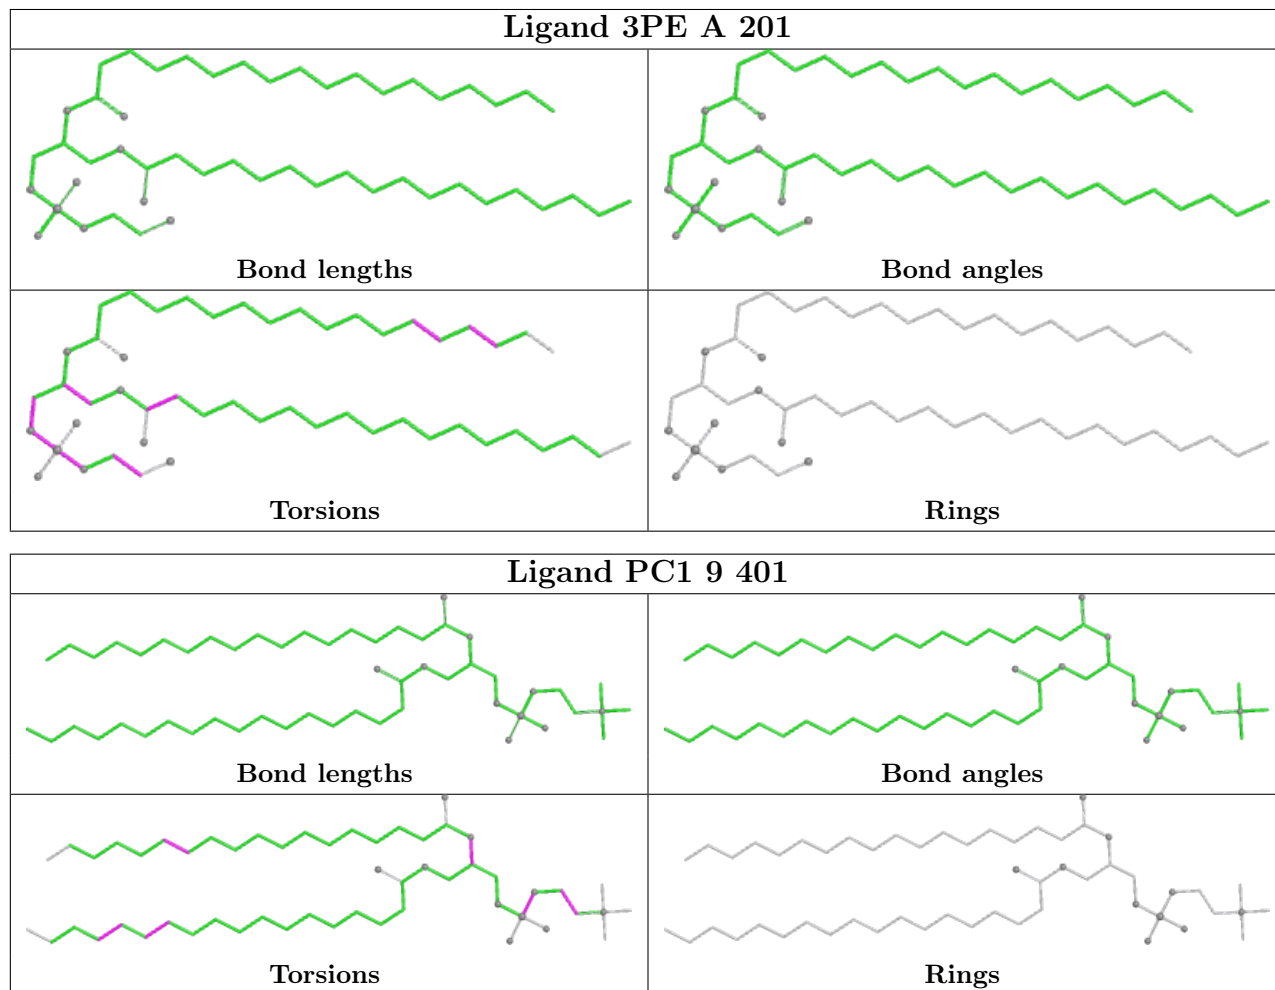 Ligand 3PE A 201
Bond lengths
Bond angles
Torsions
Rings
Ligand PC1 9 401
Bond lengths
Bond angles
Torsions
Rings